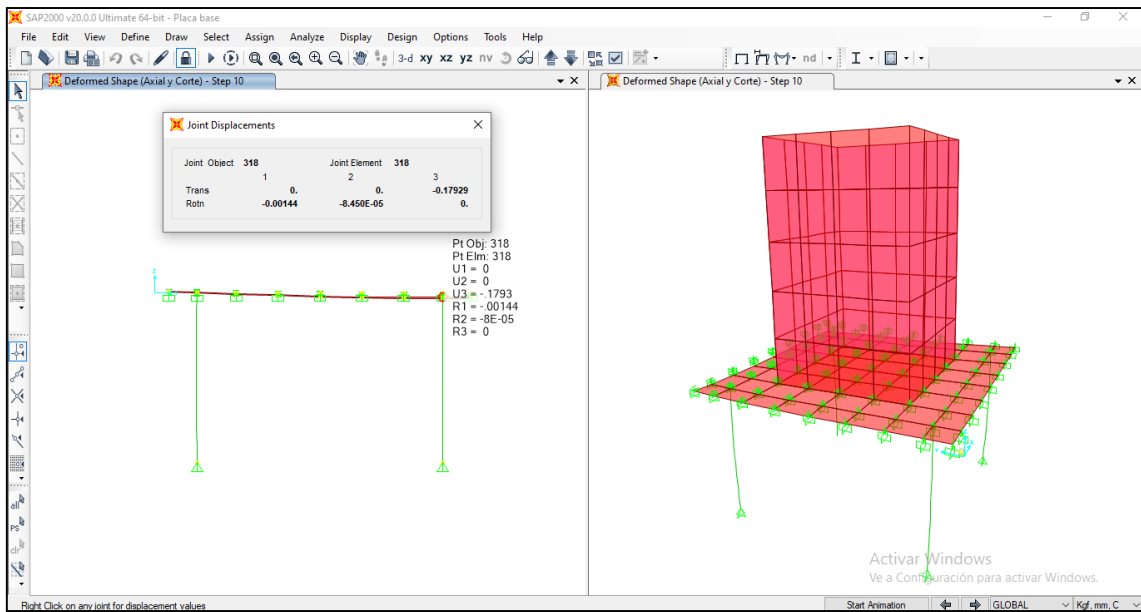 SAP2000 v20.0.0 Ultimate 64-bit - Placa base
File Edit View Define Draw Select Assign Analyze Display Design Options Tools Help
3-d xy xz yz nv
nd
Deformed Shape (Axial y Corte) - Step 10
Deformed Shape (Axial y Corte) - Step 10
Joint Displacements
Joint Object 318 Joint Element 318
1 2 3
Trans 0. 0. -0.17929
Rotn -0.00144 -8.450E-05 0.
Pt Obj: 318
Pt Elm: 318
U1 = 0
U2 = 0
U3 = -.1793
R1 = -.00144
R2 = -8E-05
R3 = 0
all
PS
dr
Activar Windows
Ve a Configuración para activar Windows.
Right Click on any joint for displacement values
Start Animation GLOBAL Kgf, mm, C